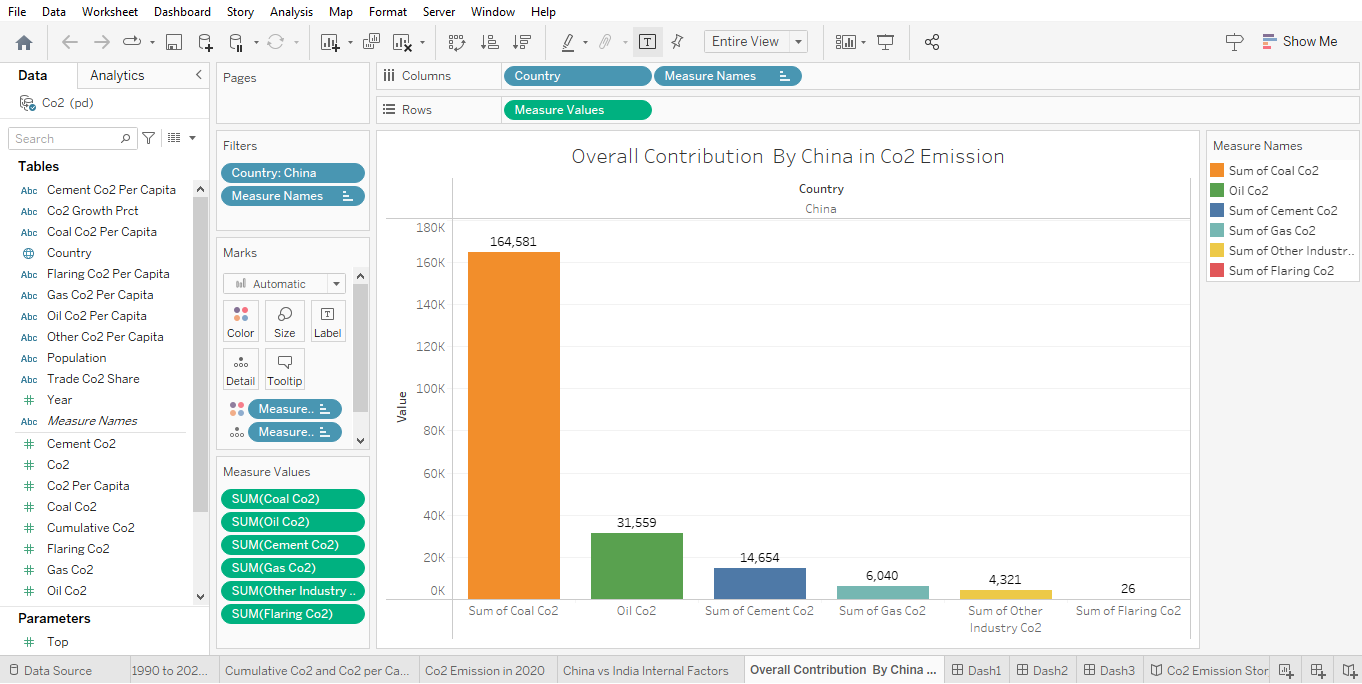 File Data Worksheet Dashboard Story Analysis Map Format Server Window Help
Entire View
Show Me
Data Analytics
Co2 (pd)
Search
Tables
Abc Cement Co2 Per Capita
Abc Co2 Growth Prct
Abc Coal Co2 Per Capita
Country
Abc Flaring Co2 Per Capita
Abc Gas Co2 Per Capita
Abc Oil Co2 Per Capita
Abc Other Co2 Per Capita
Abc Population
Abc Trade Co2 Share
# Year
Abc Measure Names
# Cement Co2
# Co2
# Co2 Per Capita
# Coal Co2
# Cumulative Co2
# Flaring Co2
# Gas Co2
# Oil Co2
Parameters
# Top
Pages
Filters
Country: China
Measure Names
Marks
Automatic
Color Size Label
Detail Tooltip
Measure..
Measure..
Measure Values
SUM(Coal Co2)
SUM(Oil Co2)
SUM(Cement Co2)
SUM(Gas Co2)
SUM(Other Industry ..
SUM(Flaring Co2)
Columns Country Measure Names
Rows Measure Values
Overall Contribution By China in Co2 Emission
Country
China
Value
180K
160K
140K
120K
100K
80K
60K
40K
20K
0K
164,581
31,559
14,654
6,040
4,321
26
Sum of Coal Co2 Oil Co2 Sum of Cement Co2 Sum of Gas Co2 Sum of Other Sum of Flaring Co2
Industry Co2
Measure Names
Sum of Coal Co2
Oil Co2
Sum of Cement Co2
Sum of Gas Co2
Sum of Other Industr..
Sum of Flaring Co2
Data Source 1990 to 202... Cumulative Co2 and Co2 per Ca... Co2 Emission in 2020 China vs India Internal Factors Overall Contribution By China ... Dash1 Dash2 Dash3 Co2 Emission Stor